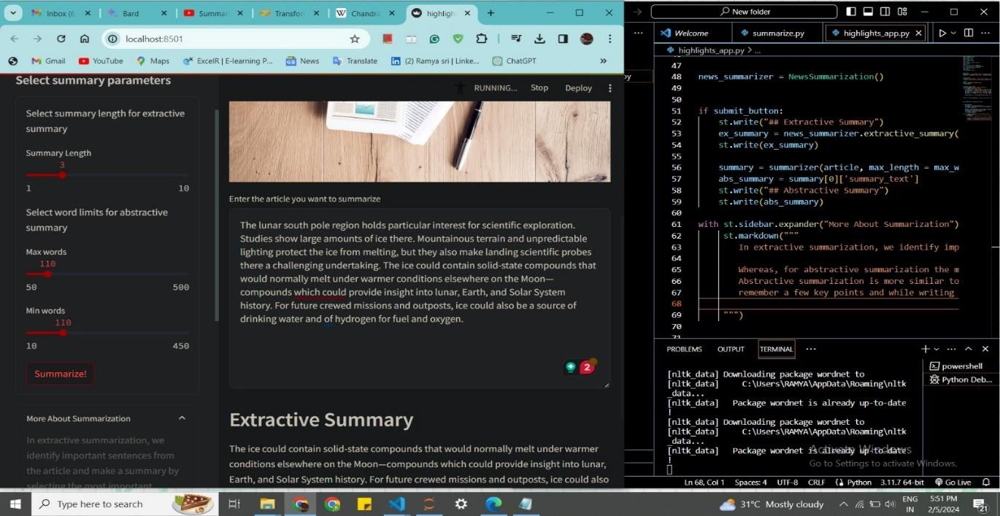 Inbox (6
Bard
Summar
Transfor
Chandra
highligh
localhost:8501
Gmail
YouTube
Maps
ExcelR | E-learning P...
News
Translate
(2) Ramya sri | Linke...
ChatGPT
»
Select summary parameters
Select summary length for extractive
summary
Summary Length
3
1 10
Select word limits for abstractive
summary
Max words
110
50 500
Min words
110
10 450
Summarize!
More About Summarization
In extractive summarization, we
identify important sentences from
the article and make a summary by
selecting the most important
RUNNING... Stop Deploy
Enter the article you want to summarize
The lunar south pole region holds particular interest for scientific exploration.
Studies show large amounts of ice there. Mountainous terrain and unpredictable
lighting protect the ice from melting, but they also make landing scientific probes
there a challenging undertaking. The ice could contain solid-state compounds that
would normally melt under warmer conditions elsewhere on the Moon—
compounds which could provide insight into lunar, Earth, and Solar System
history. For future crewed missions and outposts, ice could also be a source of
drinking water and of hydrogen for fuel and oxygen.
2
Extractive Summary
The ice could contain solid-state compounds that would normally melt under warmer
conditions elsewhere on the Moon—compounds which could provide insight into lunar,
Earth, and Solar System history. For future crewed missions and outposts, ice could also
New folder
Welcome
summarize.py
highlights_app.py
highlights_app.py > ...
py
47
48 news_summarizer = NewsSummarization()
49
50
51 if submit_button:
52 st.write("## Extractive Summary")
53 ex_summary = news_summarizer.extractive_summary(
54 st.write(ex_summary)
55
56 summary = summarizer(article, max_length = max_w
57 abs_summary = summary[0]['summary_text']
58 st.write("## Abstractive Summary")
59 st.write(abs_summary)
60
61 with st.sidebar.expander("More About Summarization")
62 st.markdown("""
63 In extractive summarization, we identify imp
64
65 Whereas, for abstractive summarization the m
66 Abstractive summarization is more similar to
67 remember a few key points and while writing
68
69 """)
70
71
PROBLEMS OUTPUT TERMINAL ...
[nltk_data] Downloading package wordnet to
[nltk_data] C:\Users\RAMYA\AppData\Roaming\nltk
_data...
[nltk_data] Package wordnet is already up-to-date
!
[nltk_data] Downloading package wordnet to
[nltk_data] C:\Users\RAMYA\AppData\Roaming\nltk
_data...
[nltk_data] Package wordnet is already up-to-date
!
powershell
Python Deb...
Activate Windows
Go to Settings to activate Windows.
Ln 68, Col 1 Spaces: 4 UTF-8 CRLF Python 3.11.7 64-bit Go Live
Type here to search
31°C Mostly cloudy
ENG
IN
5:51 PM
2/5/2024
21